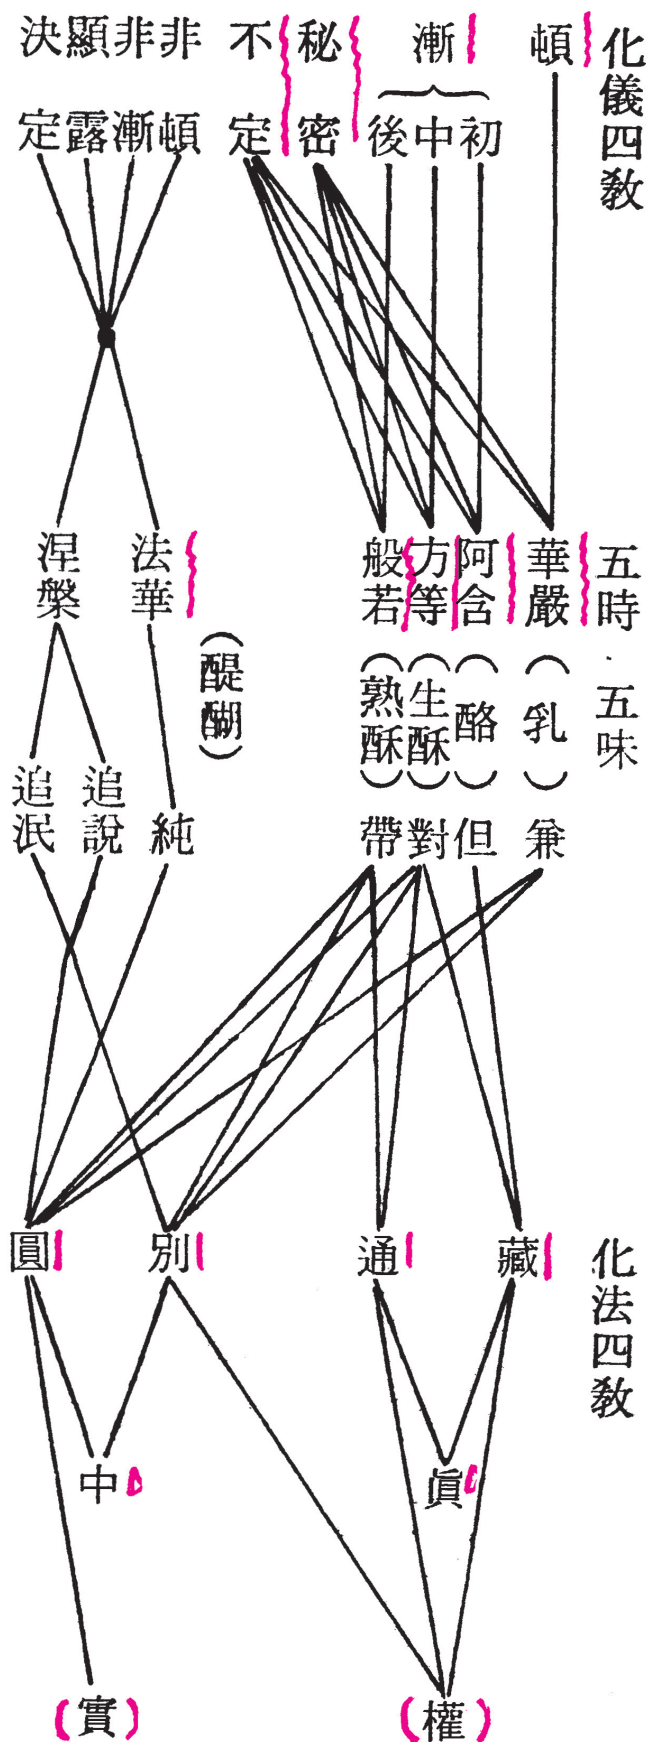 化儀四教
頓
漸
初
中
後
秘密
不定
非頓
非漸
顯露
決定
五時・五味
華嚴
(乳)
兼
阿含
(酪)
但
方等
(生酥)
對
般若
(熟酥)
帶
(醍醐)
法華
純
涅槃
追說
追泯
化法四教
藏
通
別
圓
眞
中
(權)
(實)